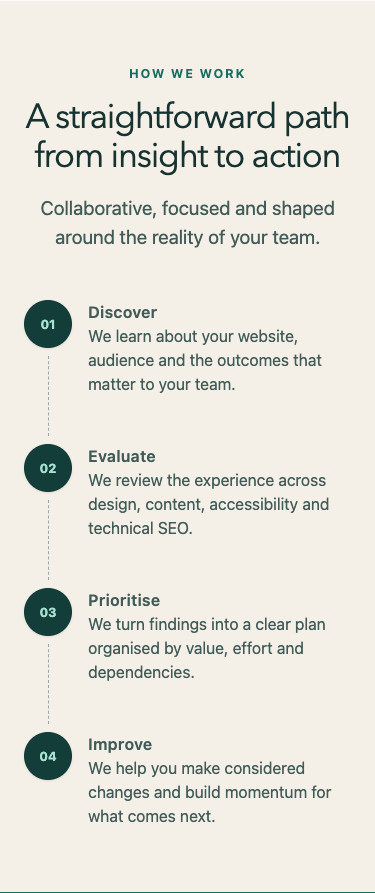 HOW WE WORK
A straightforward path
from insight to action
Collaborative, focused and shaped
around the reality of your team.
01
Discover
We learn about your website,
audience and the outcomes that
matter to your team.
02
Evaluate
We review the experience across
design, content, accessibility and
technical SEO.
03
Prioritise
We turn findings into a clear plan
organised by value, effort and
dependencies.
04
Improve
We help you make considered
changes and build momentum for
what comes next.